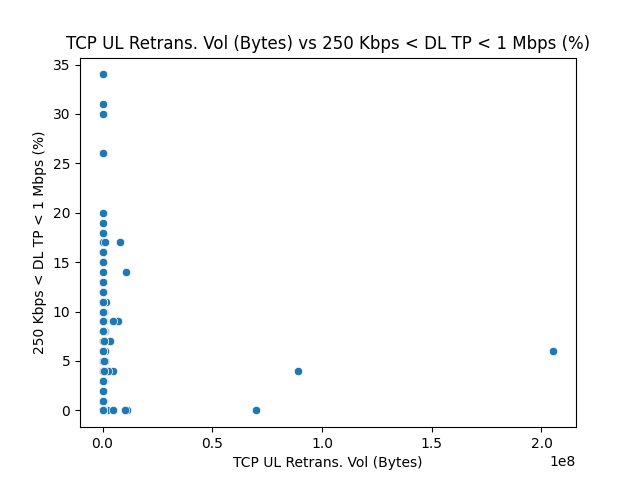 TCP UL Retrans. Vol (Bytes) vs 250 Kbps < DL TP < 1 Mbps (%)
250 Kbps < DL TP < 1 Mbps (%)
35
30
25
20
15
10
5
0
0.0 0.5 1.0 1.5 2.0
1e8
TCP UL Retrans. Vol (Bytes)